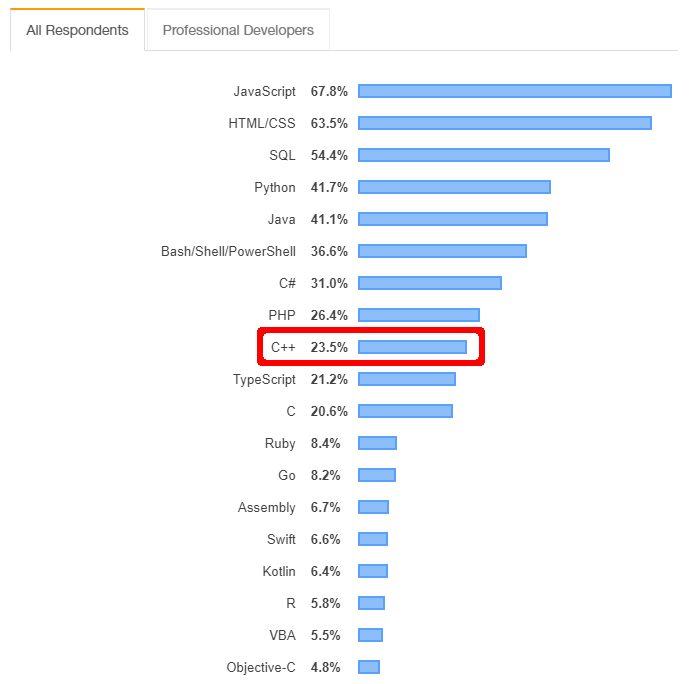 All Respondents Professional Developers
JavaScript 67.8%
HTML/CSS 63.5%
SQL 54.4%
Python 41.7%
Java 41.1%
Bash/Shell/PowerShell 36.6%
C# 31.0%
PHP 26.4%
C++ 23.5%
TypeScript 21.2%
C 20.6%
Ruby 8.4%
Go 8.2%
Assembly 6.7%
Swift 6.6%
Kotlin 6.4%
R 5.8%
VBA 5.5%
Objective-C 4.8%